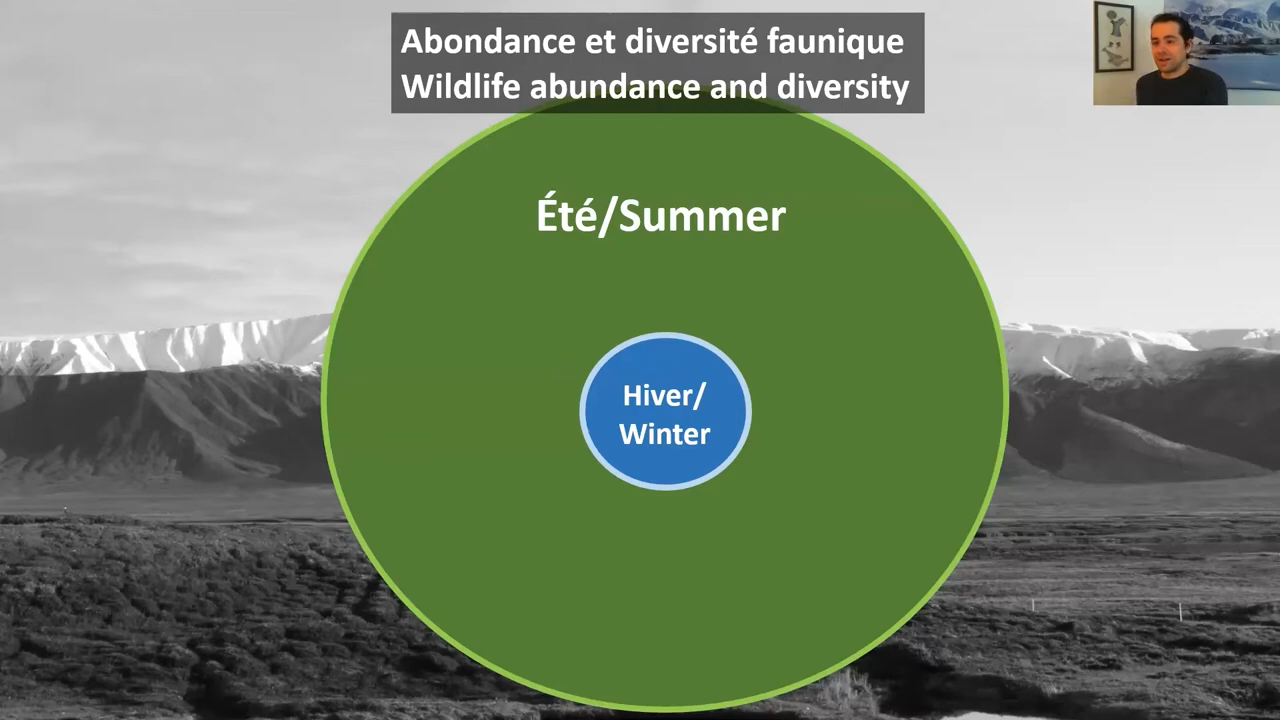 Abondance et diversité faunique
Wildlife abundance and diversity
Été/Summer
Hiver/
Winter